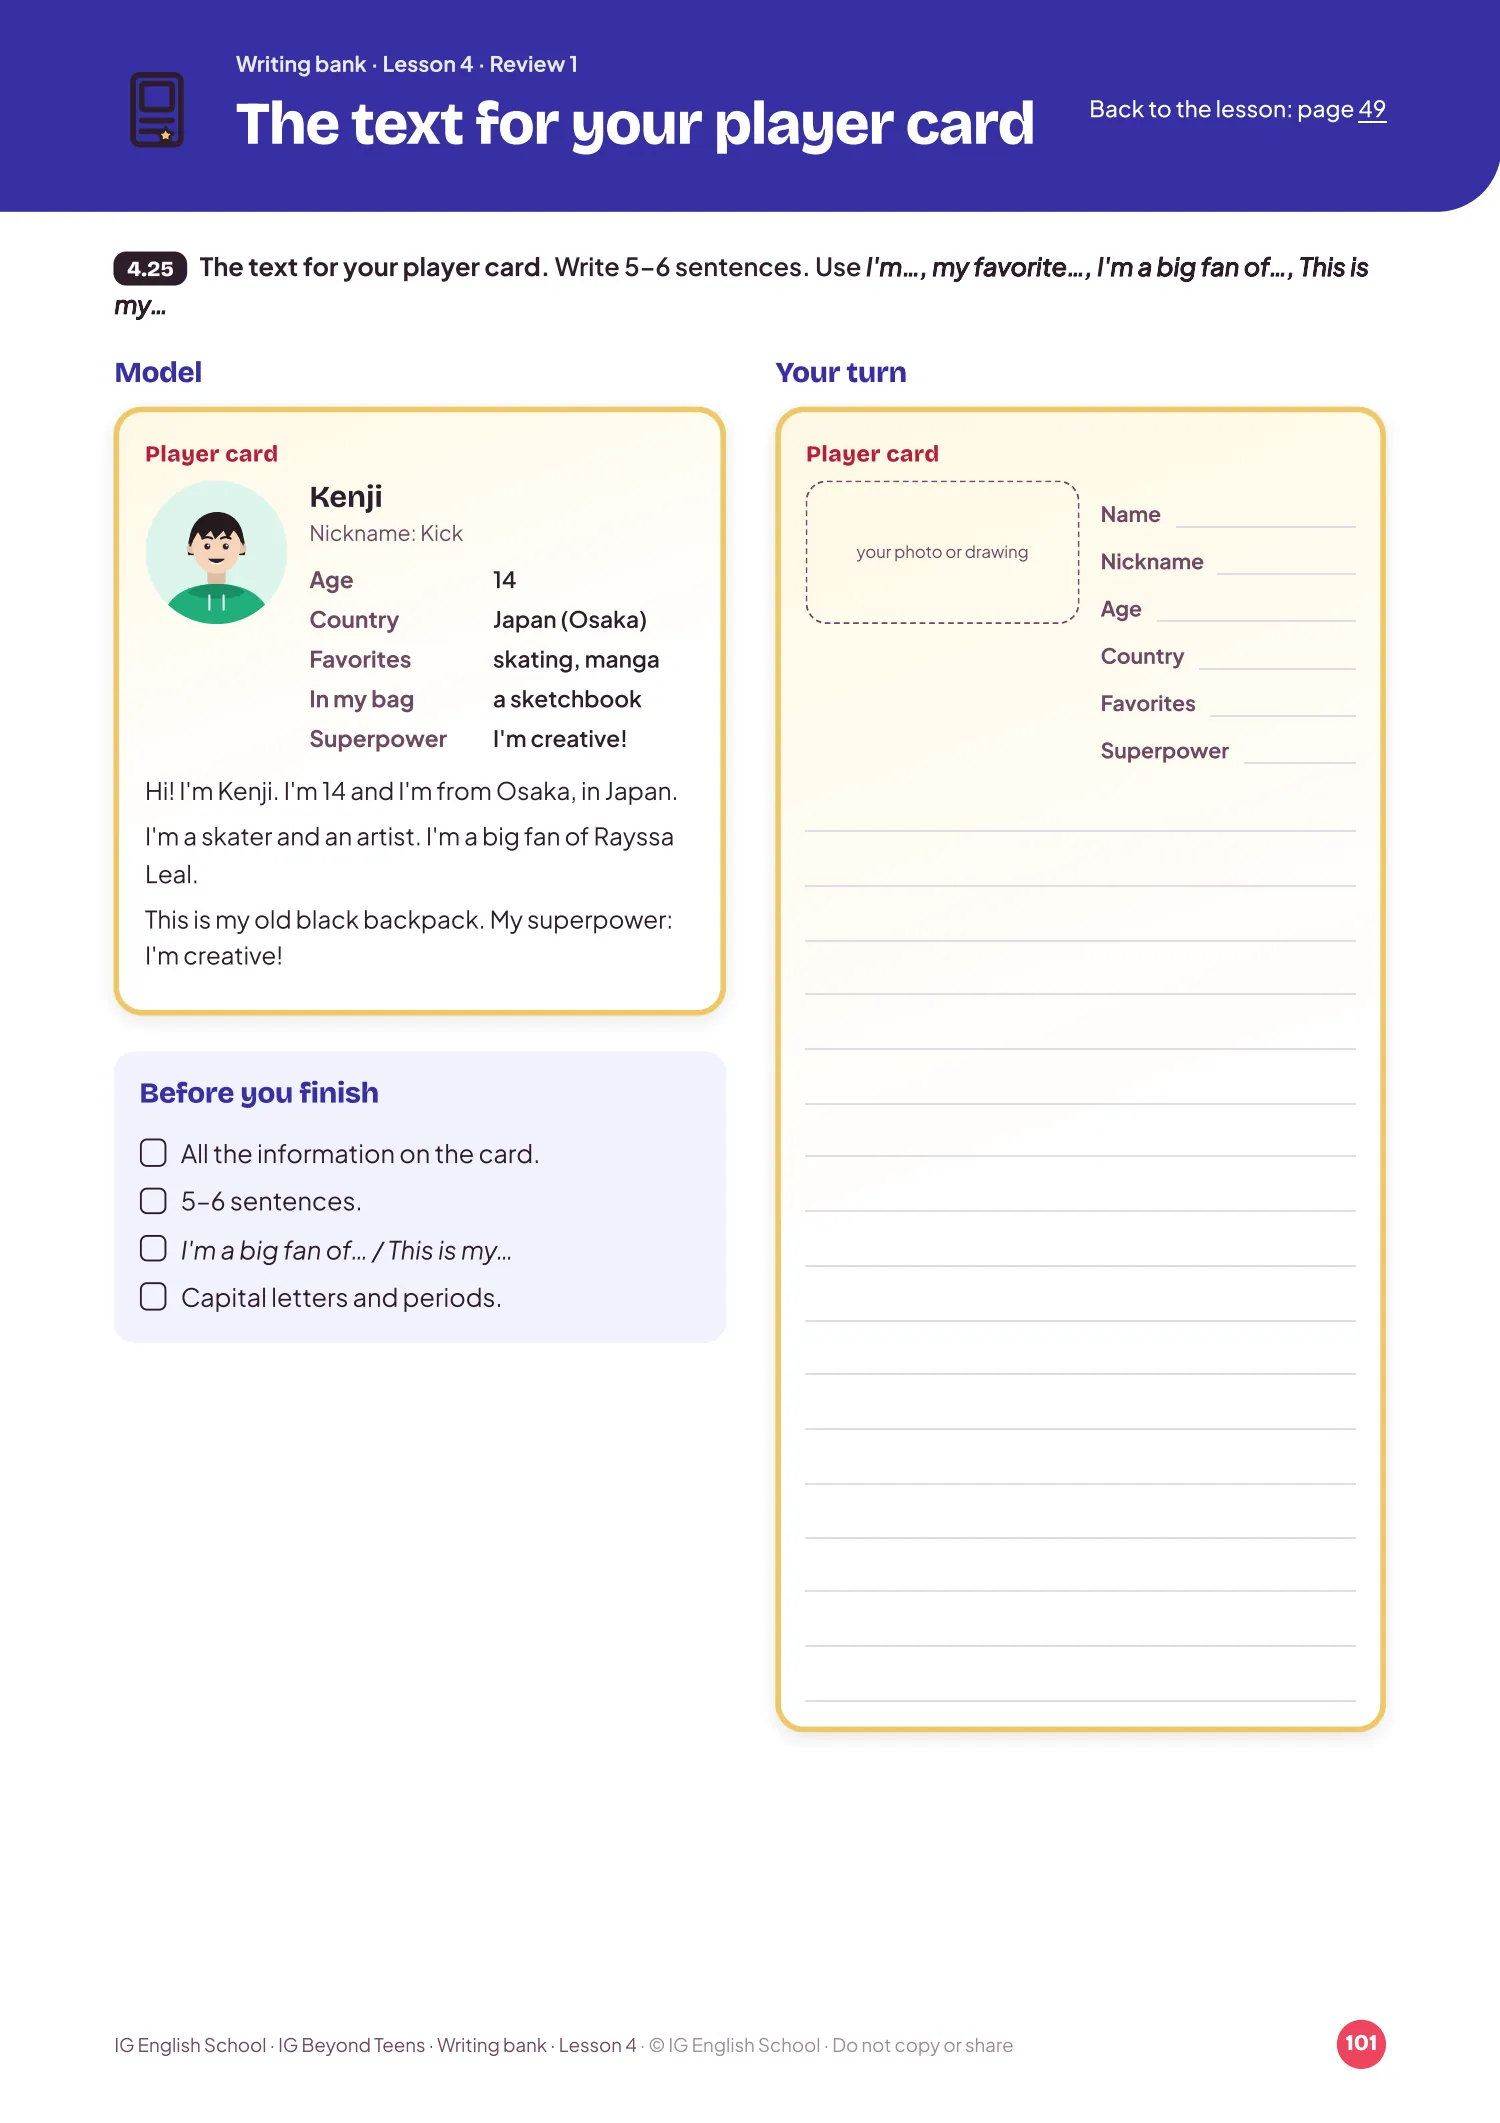 Writing bank · Lesson 4 · Review 1
The text for your player card
Back to the lesson: page 49
4.25 The text for your player card. Write 5–6 sentences. Use I'm…, my favorite…, I'm a big fan of…, This is
my…
Model
Player card
Kenji
Nickname: Kick
Age 14
Country Japan (Osaka)
Favorites skating, manga
In my bag a sketchbook
Superpower I'm creative!
Hi! I'm Kenji. I'm 14 and I'm from Osaka, in Japan.
I'm a skater and an artist. I'm a big fan of Rayssa
Leal.
This is my old black backpack. My superpower:
I'm creative!
Before you finish
All the information on the card.
5–6 sentences.
I'm a big fan of… / This is my…
Capital letters and periods.
Your turn
Player card
your photo or drawing
Name
Nickname
Age
Country
Favorites
Superpower
IG English School · IG Beyond Teens · Writing bank · Lesson 4 · © IG English School · Do not copy or share
101